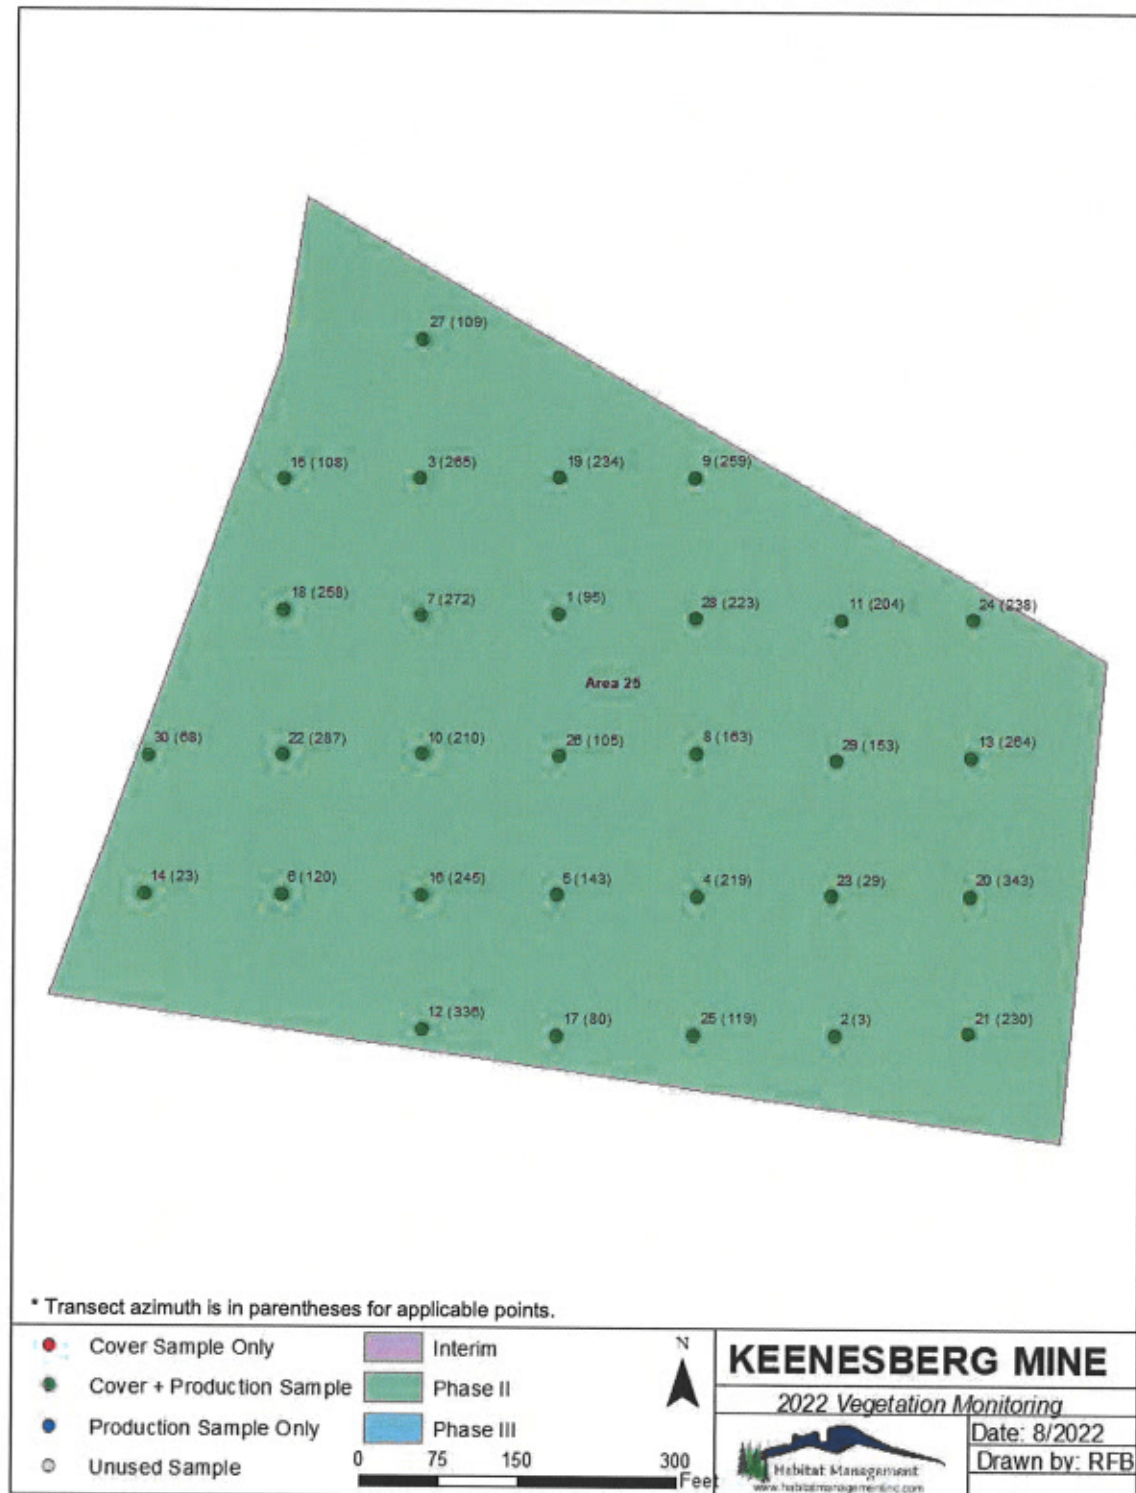 27 (109)
15 (108)
3 (265)
19 (234)
9 (259)
18 (258)
7 (272)
1 (95)
28 (223)
11 (204)
24 (238)
Area 25
30 (68)
22 (287)
10 (210)
26 (105)
8 (163)
29 (153)
13 (264)
14 (23)
6 (120)
16 (245)
5 (143)
4 (219)
23 (29)
20 (343)
12 (336)
17 (80)
25 (119)
2 (3)
21 (230)
* Transect azimuth is in parentheses for applicable points.
Cover Sample Only
Cover + Production Sample
Production Sample Only
Unused Sample
Interim
Phase II
Phase III
N
0 75 150 300
Feet
KEENESBERG MINE
2022 Vegetation Monitoring
Habitat Management
www.habitatmanagementinc.com
Date: 8/2022
Drawn by: RFB